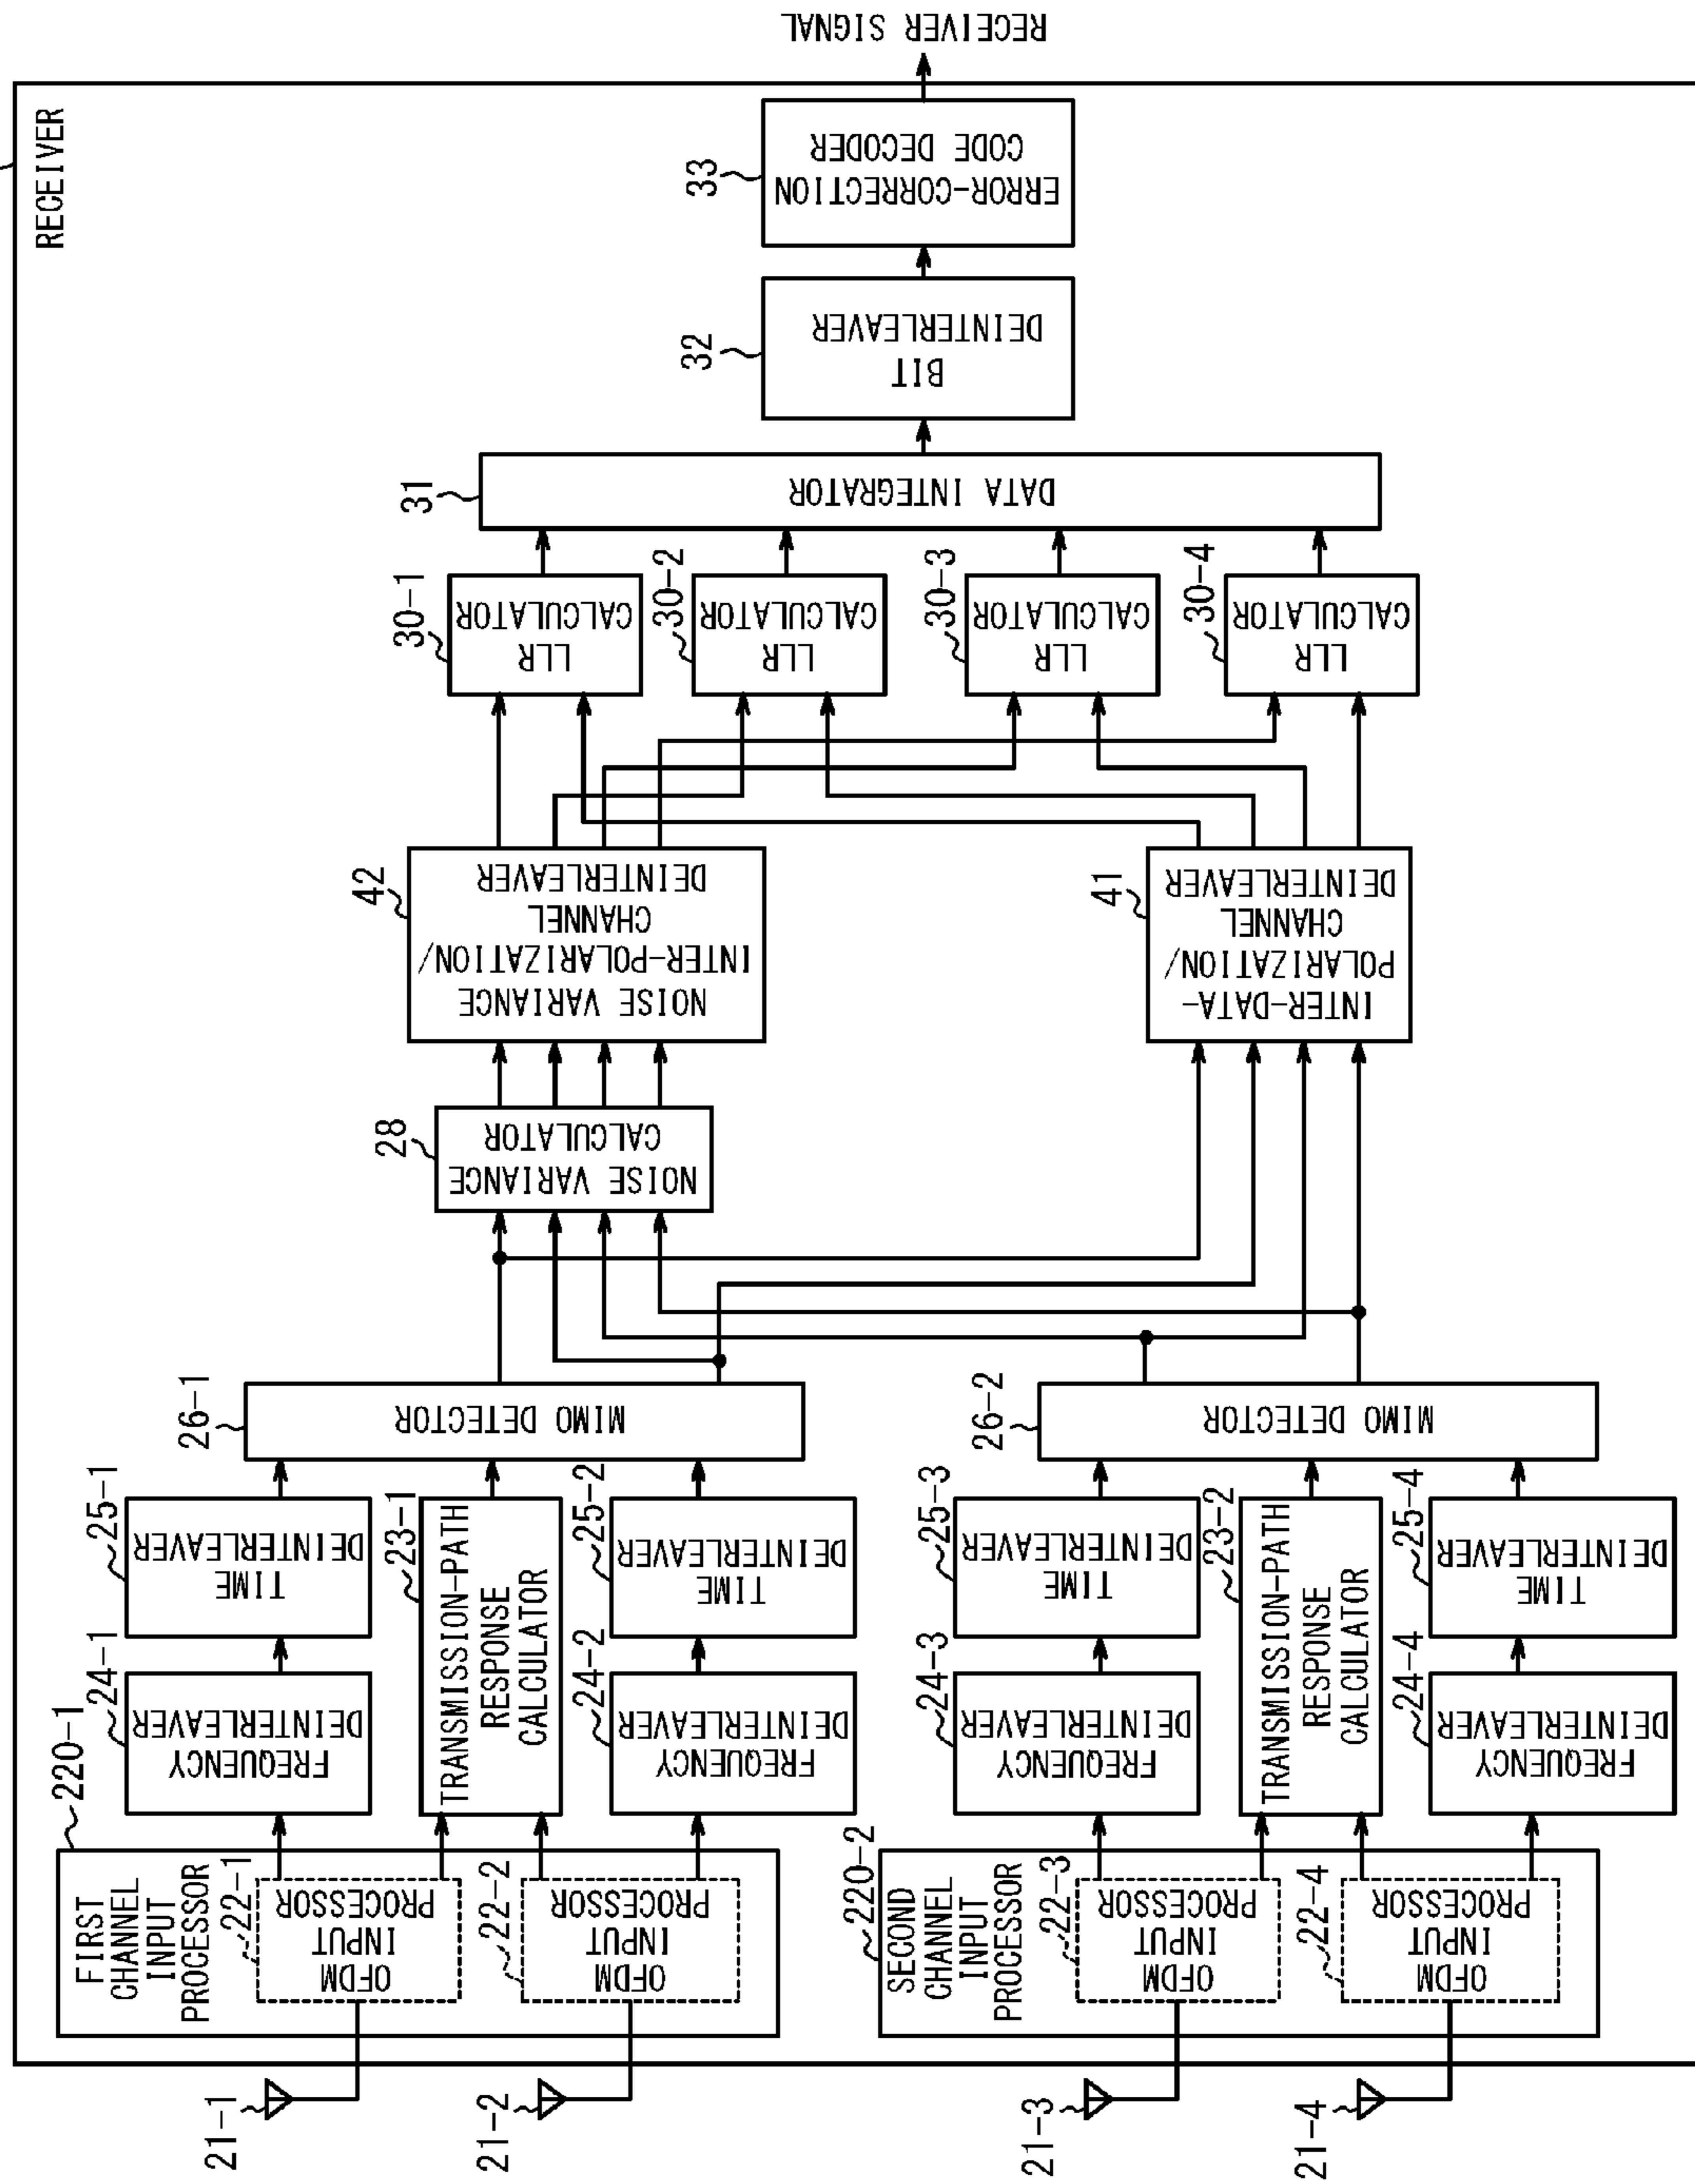 RECEIVER
FIRST
CHANNEL
INPUT
PROCESSOR
220-1
21-1
22-1
OFDM
INPUT
PROCESSOR
21-2
22-2
OFDM
INPUT
PROCESSOR
24-1
FREQUENCY
DEINTERLEAVER
25-1
TIME
DEINTERLEAVER
23-1
TRANSMISSION-PATH
RESPONSE
CALCULATOR
24-2
FREQUENCY
DEINTERLEAVER
25-2
TIME
DEINTERLEAVER
26-1
MIMO DETECTOR
SECOND
CHANNEL
INPUT
PROCESSOR
220-2
21-3
22-3
OFDM
INPUT
PROCESSOR
21-4
22-4
OFDM
INPUT
PROCESSOR
24-3
FREQUENCY
DEINTERLEAVER
25-3
TIME
DEINTERLEAVER
23-2
TRANSMISSION-PATH
RESPONSE
CALCULATOR
24-4
FREQUENCY
DEINTERLEAVER
25-4
TIME
DEINTERLEAVER
26-2
MIMO DETECTOR
28
NOISE VARIANCE
CALCULATOR
42
NOISE VARIANCE
INTER-POLARIZATION/
CHANNEL
DEINTERLEAVER
41
INTER-DATA-
POLARIZATION/
CHANNEL
DEINTERLEAVER
30-1
LLR
CALCULATOR
30-2
LLR
CALCULATOR
30-3
LLR
CALCULATOR
30-4
LLR
CALCULATOR
31
DATA INTEGRATOR
32
BIT
DEINTERLEAVER
33
ERROR-CORRECTION
CODE DECODER
RECEIVER SIGNAL